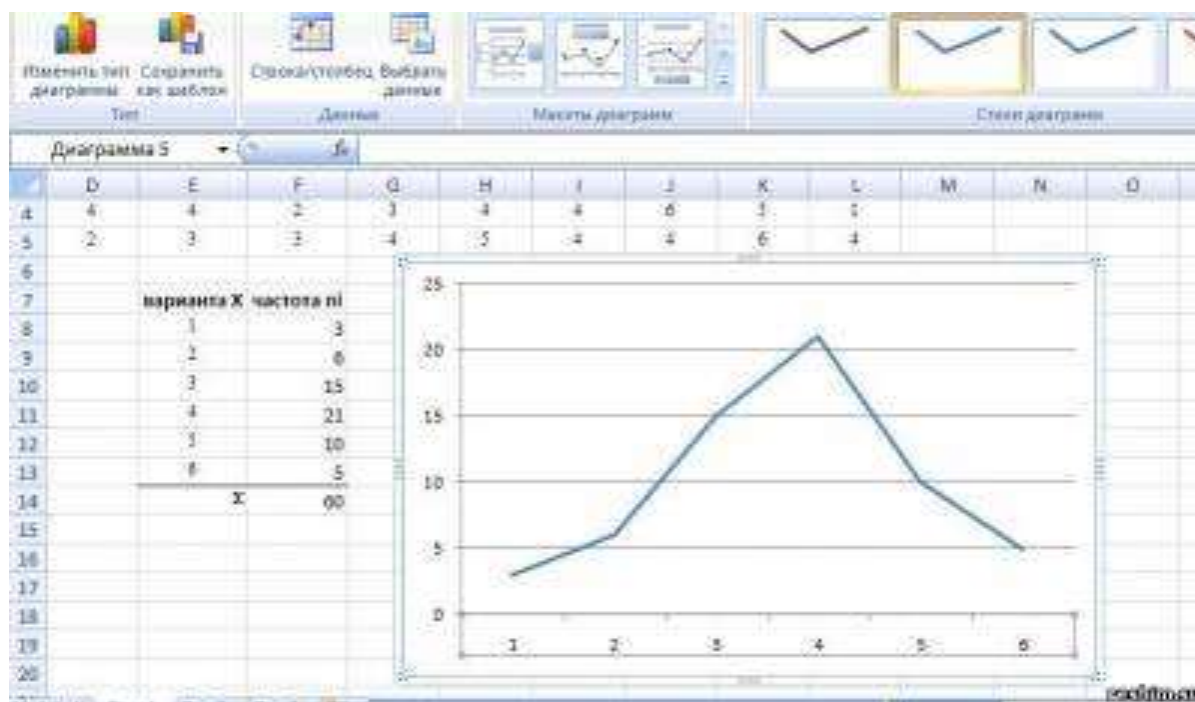 Изменить тип диаграммы Сохранить как шаблон Строка/столбец Выбрать данные
Тип Данные Макеты диаграмм Стили диаграмм
Диаграмма 5 fx
D E F G H I J K L M N O
4 4 4 2 3 4 4 6
5 2 3 3 4 5 4 4 6 4
6
7 варианта X частота ni
8 1 3
9 2 6
10 3 15
11 4 21
12 5 10
13 6 5
14 Σ 60
15
16
17
18
19
20
25
20
15
10
5
0
1 2 3 4 5 6